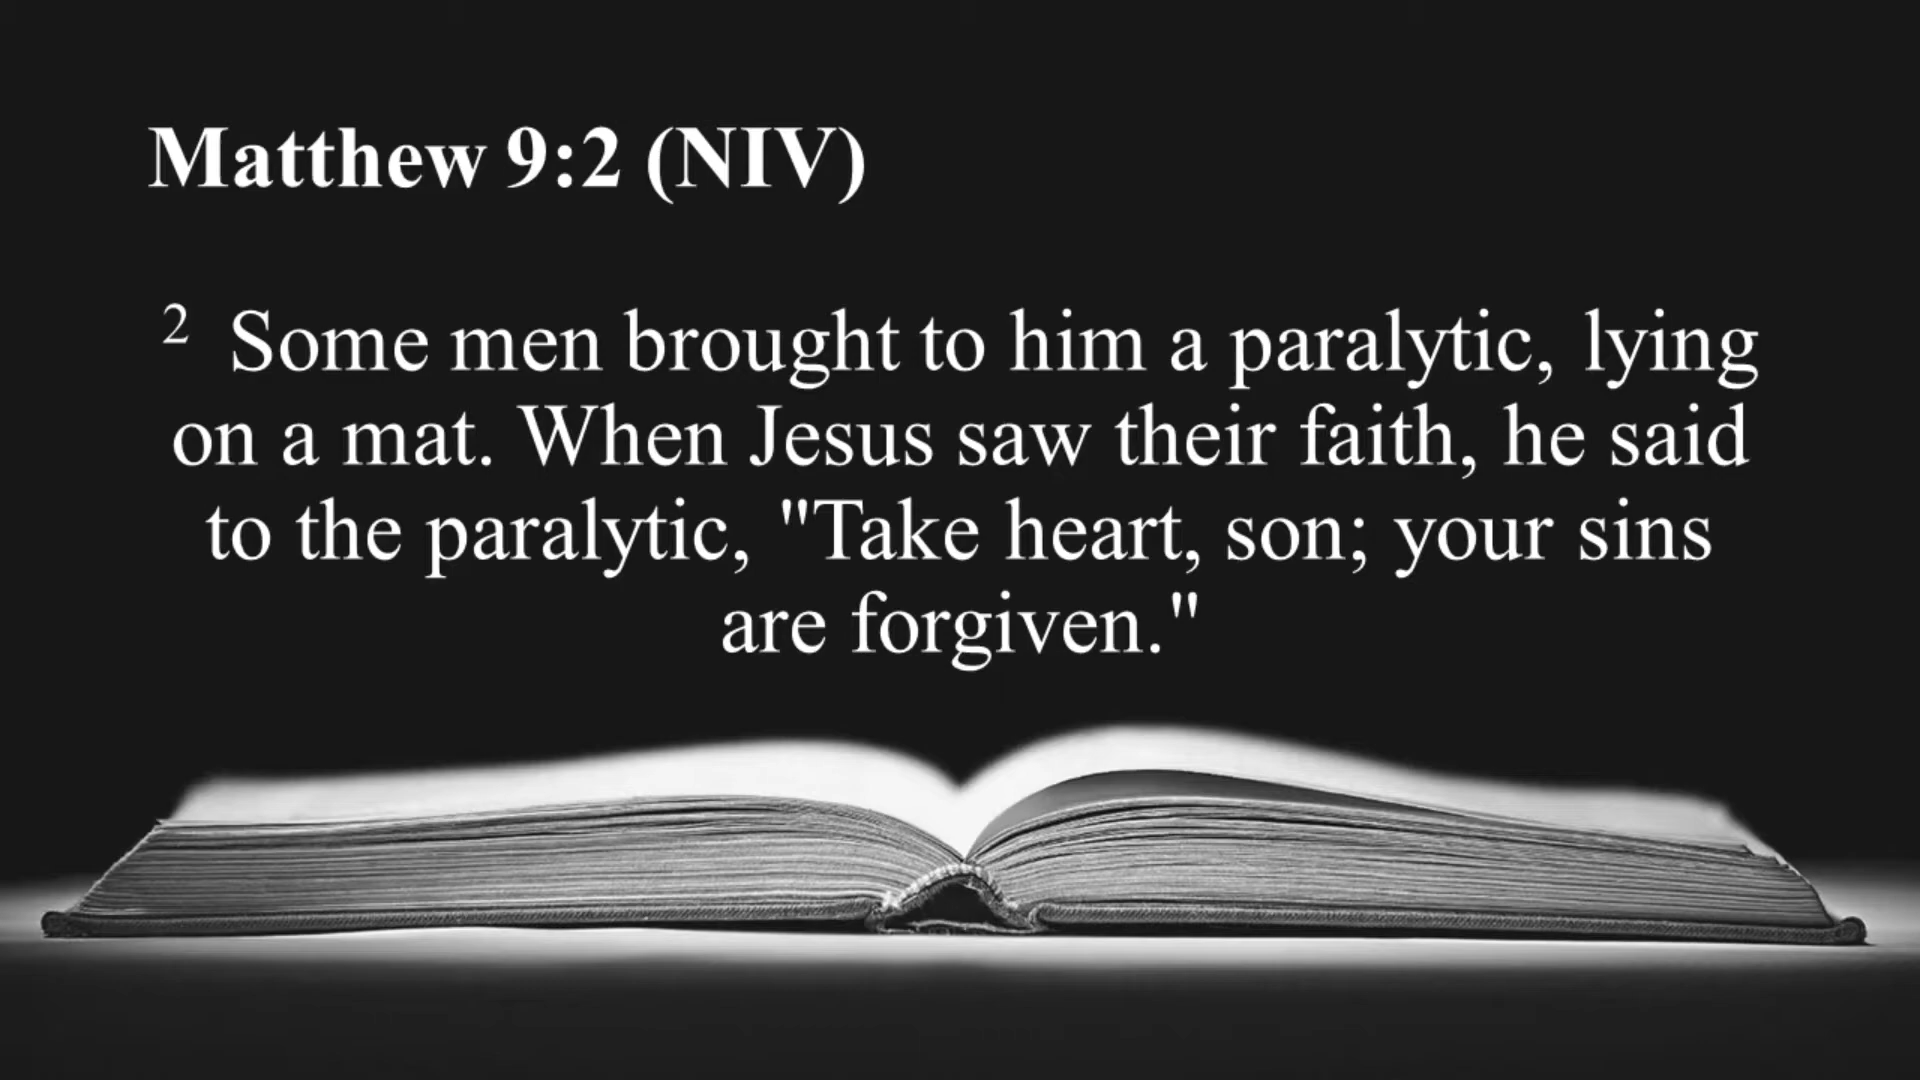 Matthew 9:2 (NIV)
2 Some men brought to him a paralytic, lying
on a mat. When Jesus saw their faith, he said
to the paralytic, "Take heart, son; your sins
are forgiven."